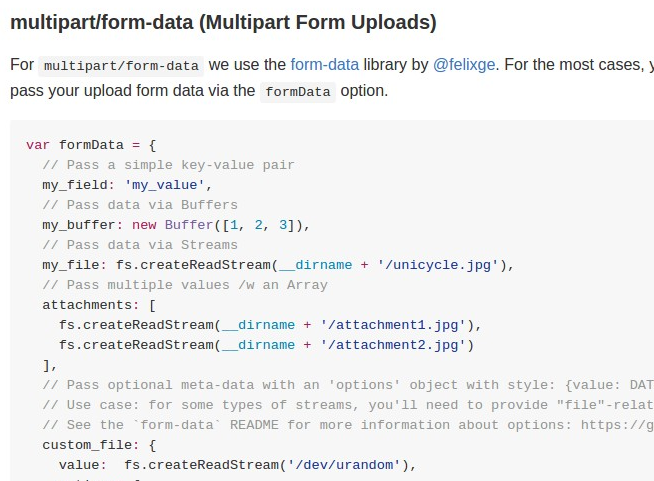 multipart/form-data (Multipart Form Uploads)
For multipart/form-data we use the form-data library by @felixge. For the most cases,
pass your upload form data via the formData option.
var formData = {
// Pass a simple key-value pair
my_field: 'my_value',
// Pass data via Buffers
my_buffer: new Buffer([1, 2, 3]),
// Pass data via Streams
my_file: fs.createReadStream(__dirname + '/unicycle.jpg'),
// Pass multiple values /w an Array
attachments: [
fs.createReadStream(__dirname + '/attachment1.jpg'),
fs.createReadStream(__dirname + '/attachment2.jpg')
],
// Pass optional meta-data with an 'options' object with style: {value: DAT
// Use case: for some types of streams, you'll need to provide "file"-relat
// See the `form-data` README for more information about options: https://g
custom_file: {
value:  fs.createReadStream('/dev/urandom'),